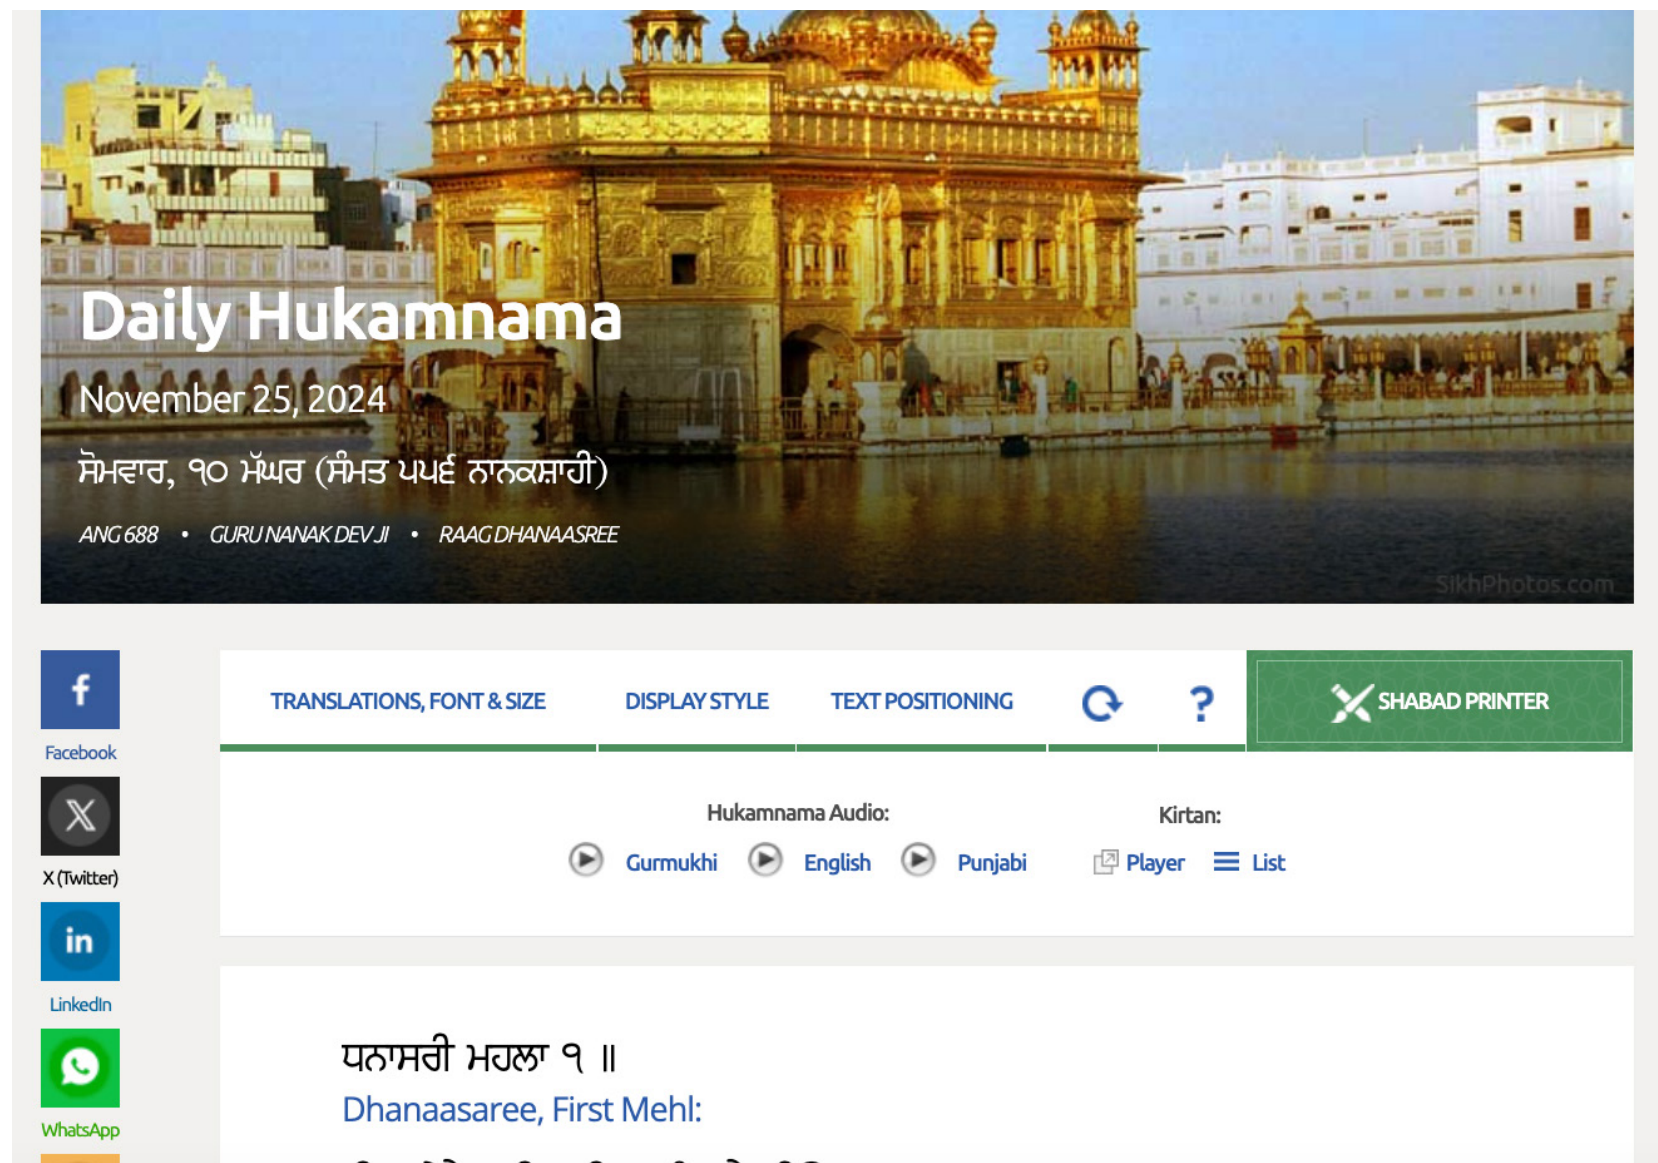 Daily Hukamnama
November 25, 2024
ਸੋਮਵਾਰ, ੧੦ ਮੱਘਰ (ਸੰਮਤ ੫੫੬ ਨਾਨਕਸ਼ਾਹੀ)
ANG 688 • GURU NANAK DEV JI • RAAG DHANAASREE
SikhPhotos.com
Facebook
X (Twitter)
LinkedIn
WhatsApp
TRANSLATIONS, FONT & SIZE DISPLAY STYLE TEXT POSITIONING ? SHABAD PRINTER
Hukamnama Audio: Kirtan:
Gurmukhi English Punjabi Player List
ਧਨਾਸਰੀ ਮਹਲਾ ੧ ॥
Dhanaasaree, First Mehl: